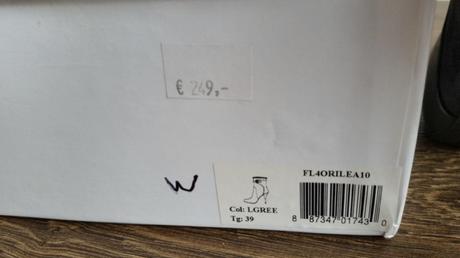 € 249,-
W
FL4ORILEA10
Col: LGREE
Tg: 39
8 87347 01743 0